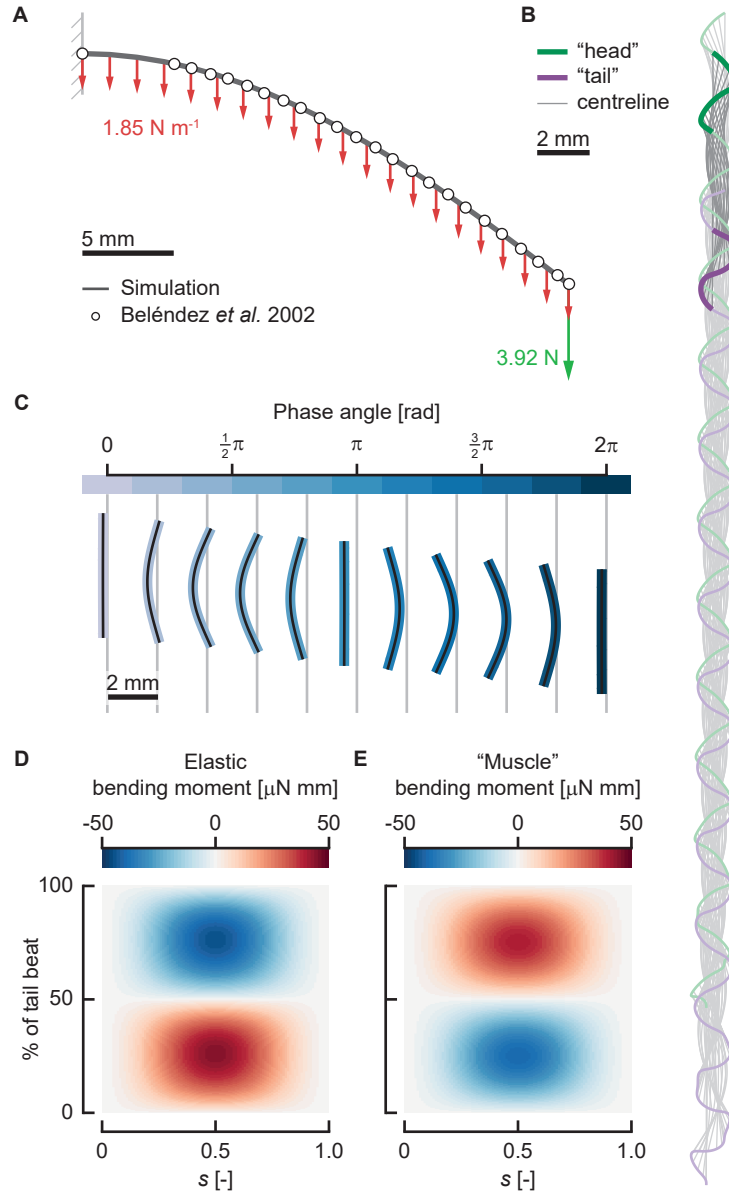 A
1.85 N m⁻¹
5 mm
Simulation
Beléndez et al. 2002
3.92 N
B
“head”
“tail”
centreline
2 mm
C
Phase angle [rad]
0 ½π π 3/2π 2π
2 mm
D
Elastic
bending moment [µN mm]
-50 0 50
% of tail beat
100
50
0
0 0.5 1.0
s [-]
E
“Muscle”
bending moment [µN mm]
-50 0 50
0 0.5 1.0
s [-]